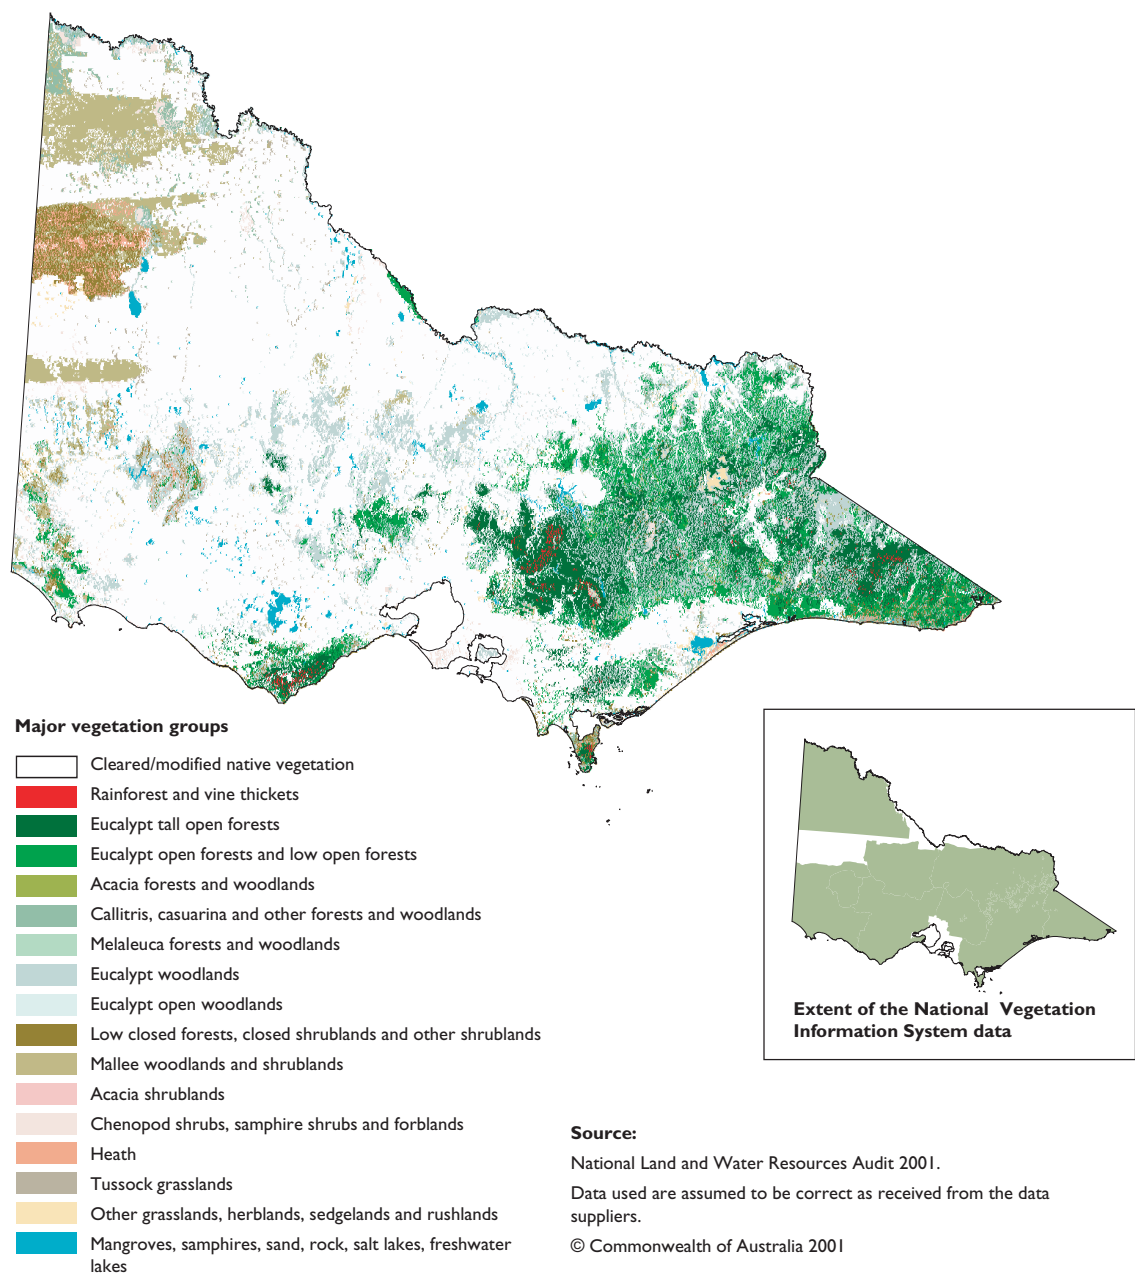 Major vegetation groups
Cleared/modified native vegetation
Rainforest and vine thickets
Eucalypt tall open forests
Eucalypt open forests and low open forests
Acacia forests and woodlands
Callitris, casuarina and other forests and woodlands
Melaleuca forests and woodlands
Eucalypt woodlands
Eucalypt open woodlands
Low closed forests, closed shrublands and other shrublands
Mallee woodlands and shrublands
Acacia shrublands
Chenopod shrubs, samphire shrubs and forblands
Heath
Tussock grasslands
Other grasslands, herblands, sedgelands and rushlands
Mangroves, samphires, sand, rock, salt lakes, freshwater
lakes
Extent of the National Vegetation
Information System data
Source:
National Land and Water Resources Audit 2001.
Data used are assumed to be correct as received from the data
suppliers.
© Commonwealth of Australia 2001